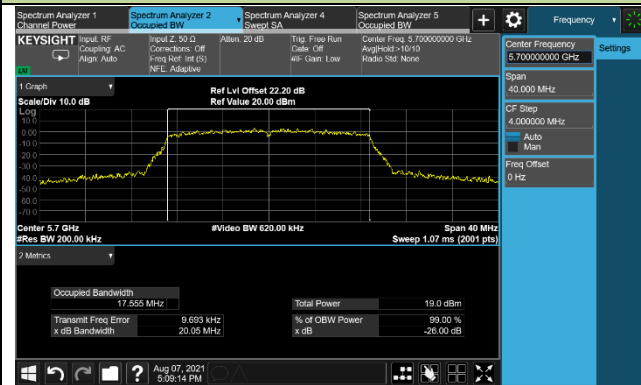 Spectrum Analyzer 1
Channel Power
Spectrum Analyzer 2
Occupied BW
Spectrum Analyzer 4
Swept SA
Spectrum Analyzer 5
Occupied BW
+
Frequency
KEYSIGHT
Input: RF
Coupling: AC
Align: Auto
Input Z: 50 Ω
Corrections: Off
Freq Ref: Int (S)
NFE: Adaptive
Atten: 20 dB
Trig: Free Run
Gate: Off
#IF Gain: Low
Center Freq: 5.700000000 GHz
Avg|Hold:>10/10
Radio Std: None
LXI
Center Frequency
5.700000000 GHz
Settings
Span
40.000 MHz
CF Step
4.000000 MHz
Auto
Man
Freq Offset
0 Hz
1 Graph
Scale/Div 10.0 dB
Ref Lvl Offset 22.20 dB
Ref Value 20.00 dBm
Log
10.0
0.00
-10.0
-20.0
-30.0
-40.0
-50.0
-60.0
-70.0
Center 5.7 GHz
#Res BW 200.00 kHz
#Video BW 620.00 kHz
Span 40 MHz
Sweep 1.07 ms (2001 pts)
2 Metrics
Occupied Bandwidth
17.555 MHz
Total Power 19.0 dBm
Transmit Freq Error 9.693 kHz
% of OBW Power 99.00 %
x dB Bandwidth 20.05 MHz
x dB -26.00 dB
?
Aug 07, 2021
5:09:14 PM